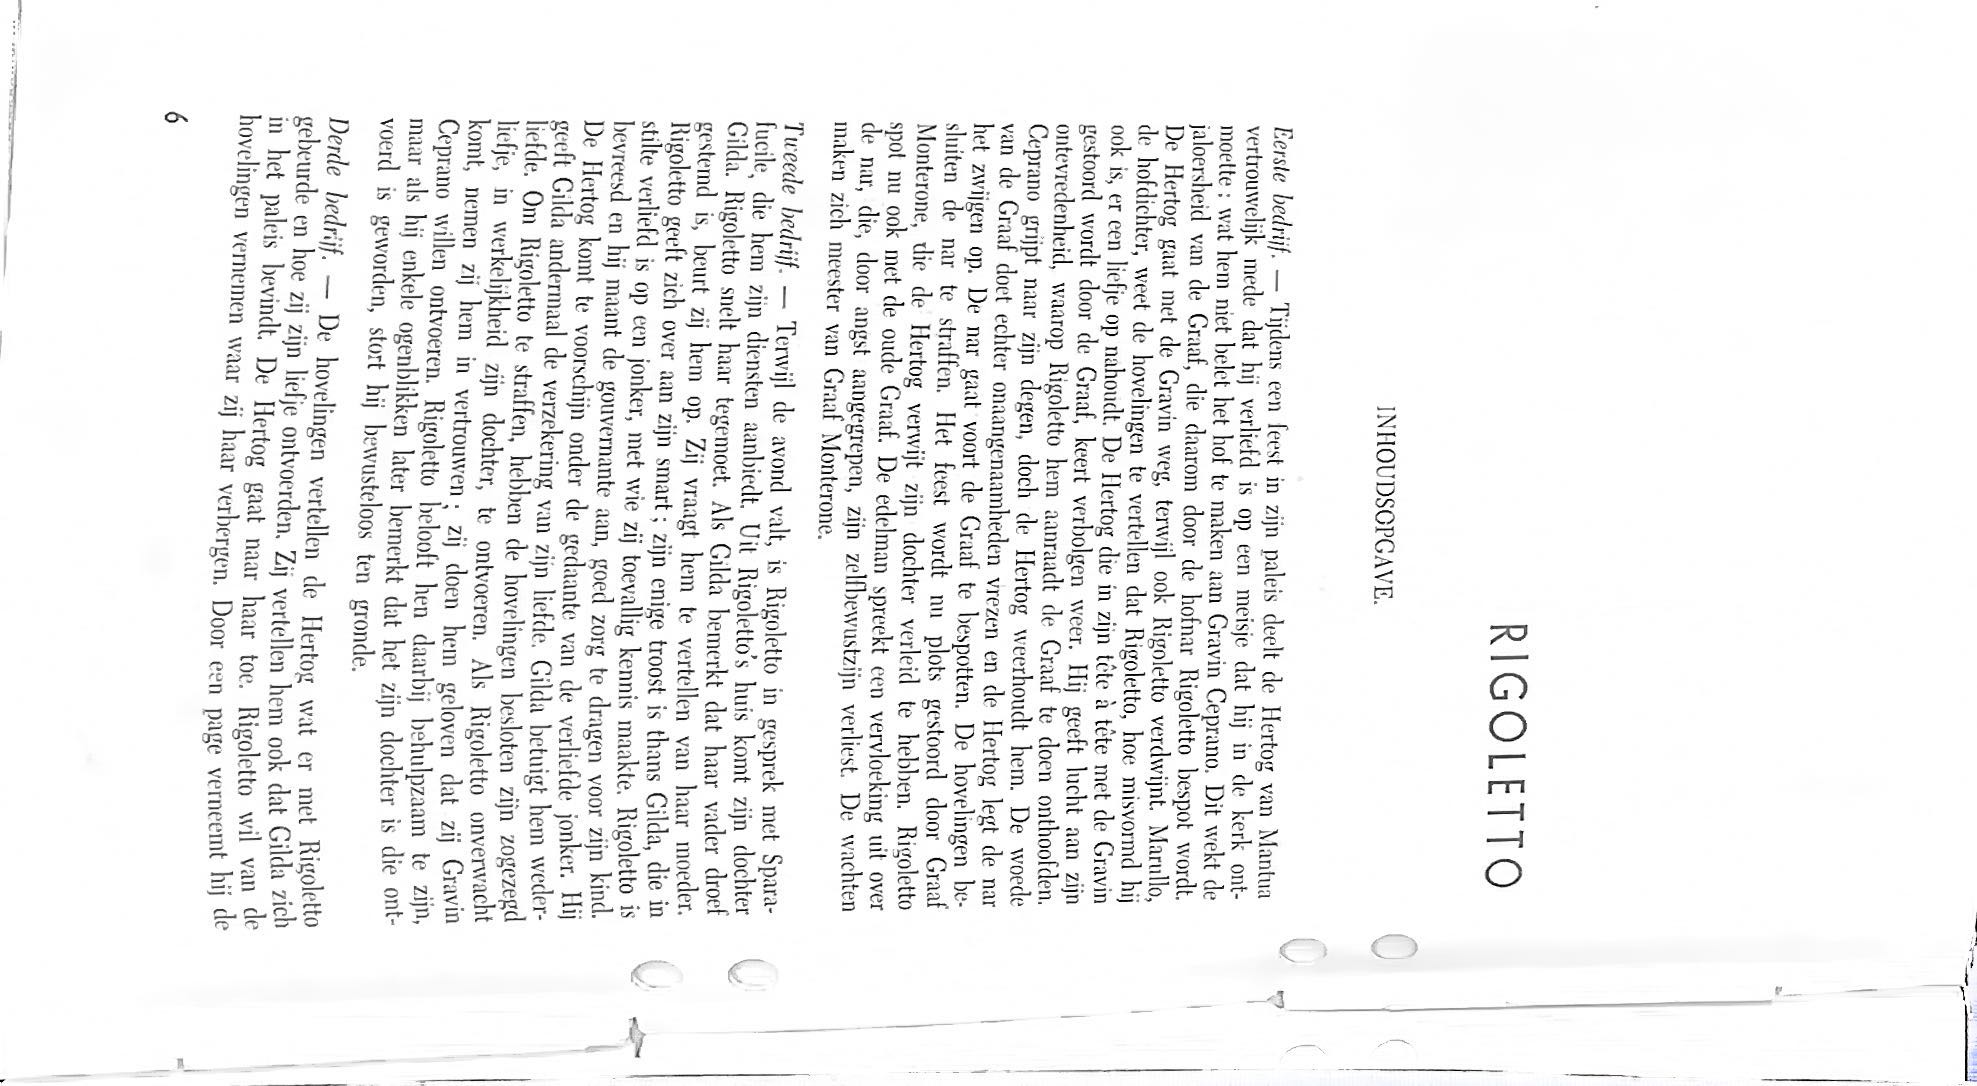 RIGOLETTO
INHOUDSOPGAVE.
Eerste bedrijf. — Tijdens een feest in zijn paleis deelt de Hertog van Mantua
vertrouwelijk mede dat hij verliefd is op een meisje dat hij in de kerk ont-
moette ; wat hem niet belet het hof te maken aan Gravin Ceprano. Dit wekt de
jaloersheid van de Graaf, die daarom door de hofnar Rigoletto bespot wordt.
De Hertog gaat met de Gravin weg, terwijl ook Rigoletto verdwijnt. Marullo,
de hofdichter, weet de hovelingen te vertellen dat Rigoletto, hoe misvormd hij
ook is, er een liefje op nahoudt. De Hertog die in zijn tête à tête met de Gravin
gestoord wordt door de Graaf, keert verbolgen weer. Hij geeft lucht aan zijn
ontevredenheid, waarop Rigoletto hem aanraadt de Graaf te doen onthoofden.
Ceprano grijpt naar zijn degen, doch de Hertog weerhoudt hem. De woede
van de Graaf doet echter onaangenaamheden vrezen en de Hertog legt de nar
het zwijgen op. De nar gaat voort de Graaf te bespotten. De hovelingen be-
sluiten de nar te straffen. Het feest wordt nu plots gestoord door Graaf
Monterone, die de Hertog verwijt zijn dochter verleid te hebben. Rigoletto
spot nu ook met de oude Graaf. De edelman spreekt een vervloeking uit over
de nar, die, door angst aangegrepen, zijn zelfbewustzijn verliest. De wachten
maken zich meester van Graaf Monterone.
Tweede bedrijf. — Terwijl de avond valt, is Rigoletto in gesprek met Spara-
fucile, die hem zijn diensten aanbiedt. Uit Rigoletto's huis komt zijn dochter
Gilda. Rigoletto snelt haar tegemoet. Als Gilda bemerkt dat haar vader droef
gestemd is, beurt zij hem op. Zij vraagt hem te vertellen van haar moeder.
Rigoletto geeft zich over aan zijn smart ; zijn enige troost is thans Gilda, die in
stilte verliefd is op een jonker, met wie zij toevallig kennis maakte. Rigoletto is
bevreesd en hij maant de gouvernante aan, goed zorg te dragen voor zijn kind.
De Hertog komt te voorschijn onder de gedaante van de verliefde jonker. Hij
geeft Gilda andermaal de verzekering van zijn liefde. Gilda betuigt hem weder-
liefde. Om Rigoletto te straffen, hebben de hovelingen besloten zijn zogezegd
liefje, in werkelijkheid zijn dochter, te ontvoeren. Als Rigoletto onverwacht
komt, nemen zij hem in vertrouwen ; zij doen hem geloven dat zij Gravin
Ceprano willen ontvoeren. Rigoletto belooft hen daarbij behulpzaam te zijn,
maar als hij enkele ogenblikken later bemerkt dat het zijn dochter is die ont-
voerd is geworden, stort hij bewusteloos ten gronde.
Derde bedrijf. — De hovelingen vertellen de Hertog wat er met Rigoletto
gebeurde en hoe zij zijn liefje ontvoerden. Zij vertellen hem ook dat Gilda zich
in het paleis bevindt. De Hertog gaat naar haar toe. Rigoletto wil van de
hovelingen vernemen waar zij haar verbergen. Door een page verneemt hij de
6